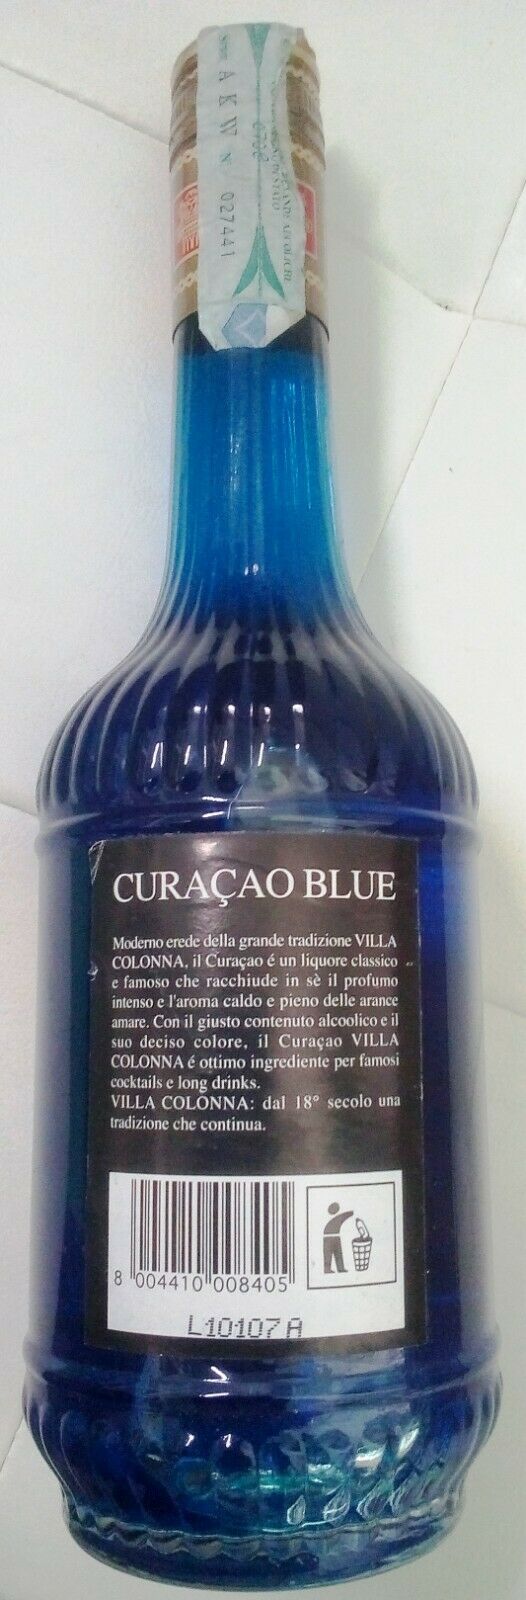 A K W N 027441
CURAÇAO BLUE
Moderno erede della grande tradizione VILLA
COLONNA, il Curaçao é un liquore classico
e famoso che racchiude in sè il profumo
intenso e l'aroma caldo e pieno delle arance
amare. Con il giusto contenuto alcoolico e il
suo deciso colore, il Curaçao VILLA
COLONNA é ottimo ingrediente per famosi
cocktails e long drinks.
VILLA COLONNA: dal 18° secolo una
tradizione che continua.
8 004410 008405
L10107A